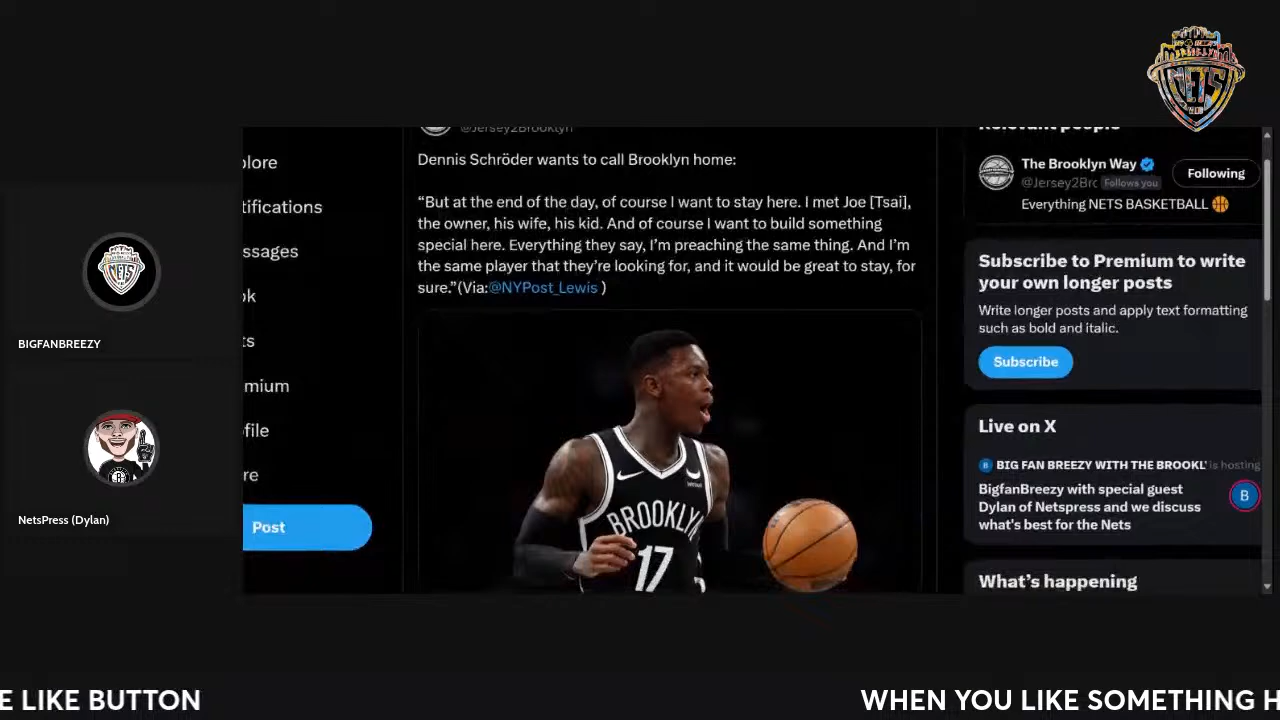 NETS
@Jersey2Brooklyn
Relevant people
plore
tifications
ssages
ok
ts
mium
file
re
Post
Dennis Schröder wants to call Brooklyn home:
“But at the end of the day, of course I want to stay here. I met Joe [Tsai],
the owner, his wife, his kid. And of course I want to build something
special here. Everything they say, I’m preaching the same thing. And I’m
the same player that they’re looking for, and it would be great to stay, for
sure.”(Via:@NYPost_Lewis )
BROOKLYN
17
The Brooklyn Way
Following
@Jersey2Brc Follows you
Everything NETS BASKETBALL 🏀
Subscribe to Premium to write
your own longer posts
Write longer posts and apply text formatting
such as bold and italic.
Subscribe
Live on X
B BIG FAN BREEZY WITH THE BROOKL' is hosting
BigfanBreezy with special guest
Dylan of Netspress and we discuss
what's best for the Nets
B
What’s happening
NETS
BIGFANBREEZY
NetsPress (Dylan)
E LIKE BUTTON
WHEN YOU LIKE SOMETHING H